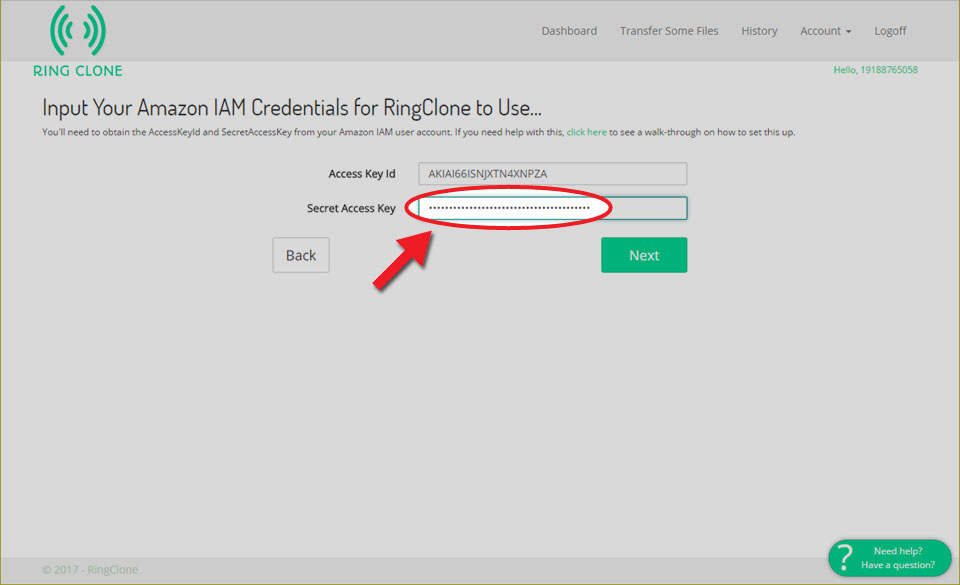 Dashboard Transfer Some Files History Account Logoff
RING CLONE
Hello, 19188765058
Input Your Amazon IAM Credentials for RingClone to Use...
You'll need to obtain the AccessKeyId and SecretAccessKey from your Amazon IAM user account. If you need help with this, click here to see a walk-through on how to set this up.
Access Key Id AKIAI66ISNJXTN4XNPZA
Secret Access Key ••••••••••••••••••••••••••••••••••••••••
Back Next
? Need help?
Have a question?
© 2017 - RingClone